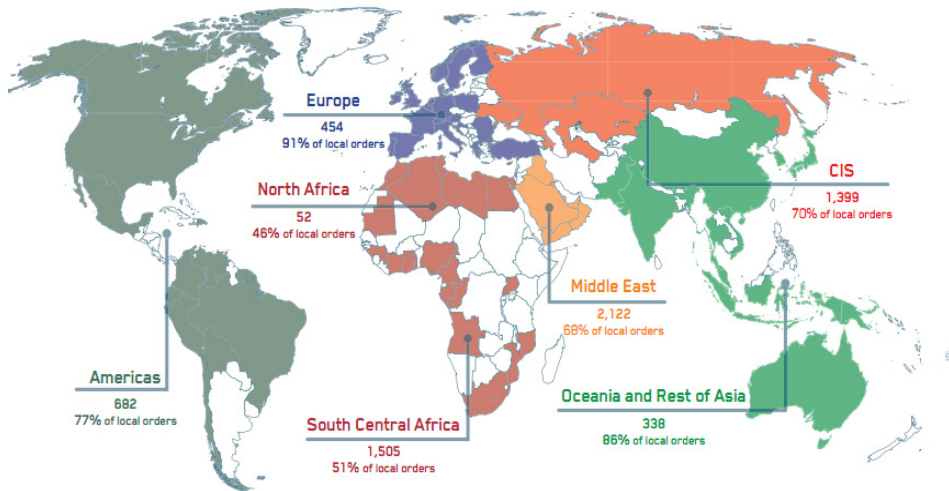 Europe
454
91% of local orders
North Africa
52
46% of local orders
CIS
1,399
70% of local orders
Middle East
2,122
68% of local orders
Americas
682
77% of local orders
South Central Africa
1,505
51% of local orders
Oceania and Rest of Asia
338
86% of local orders